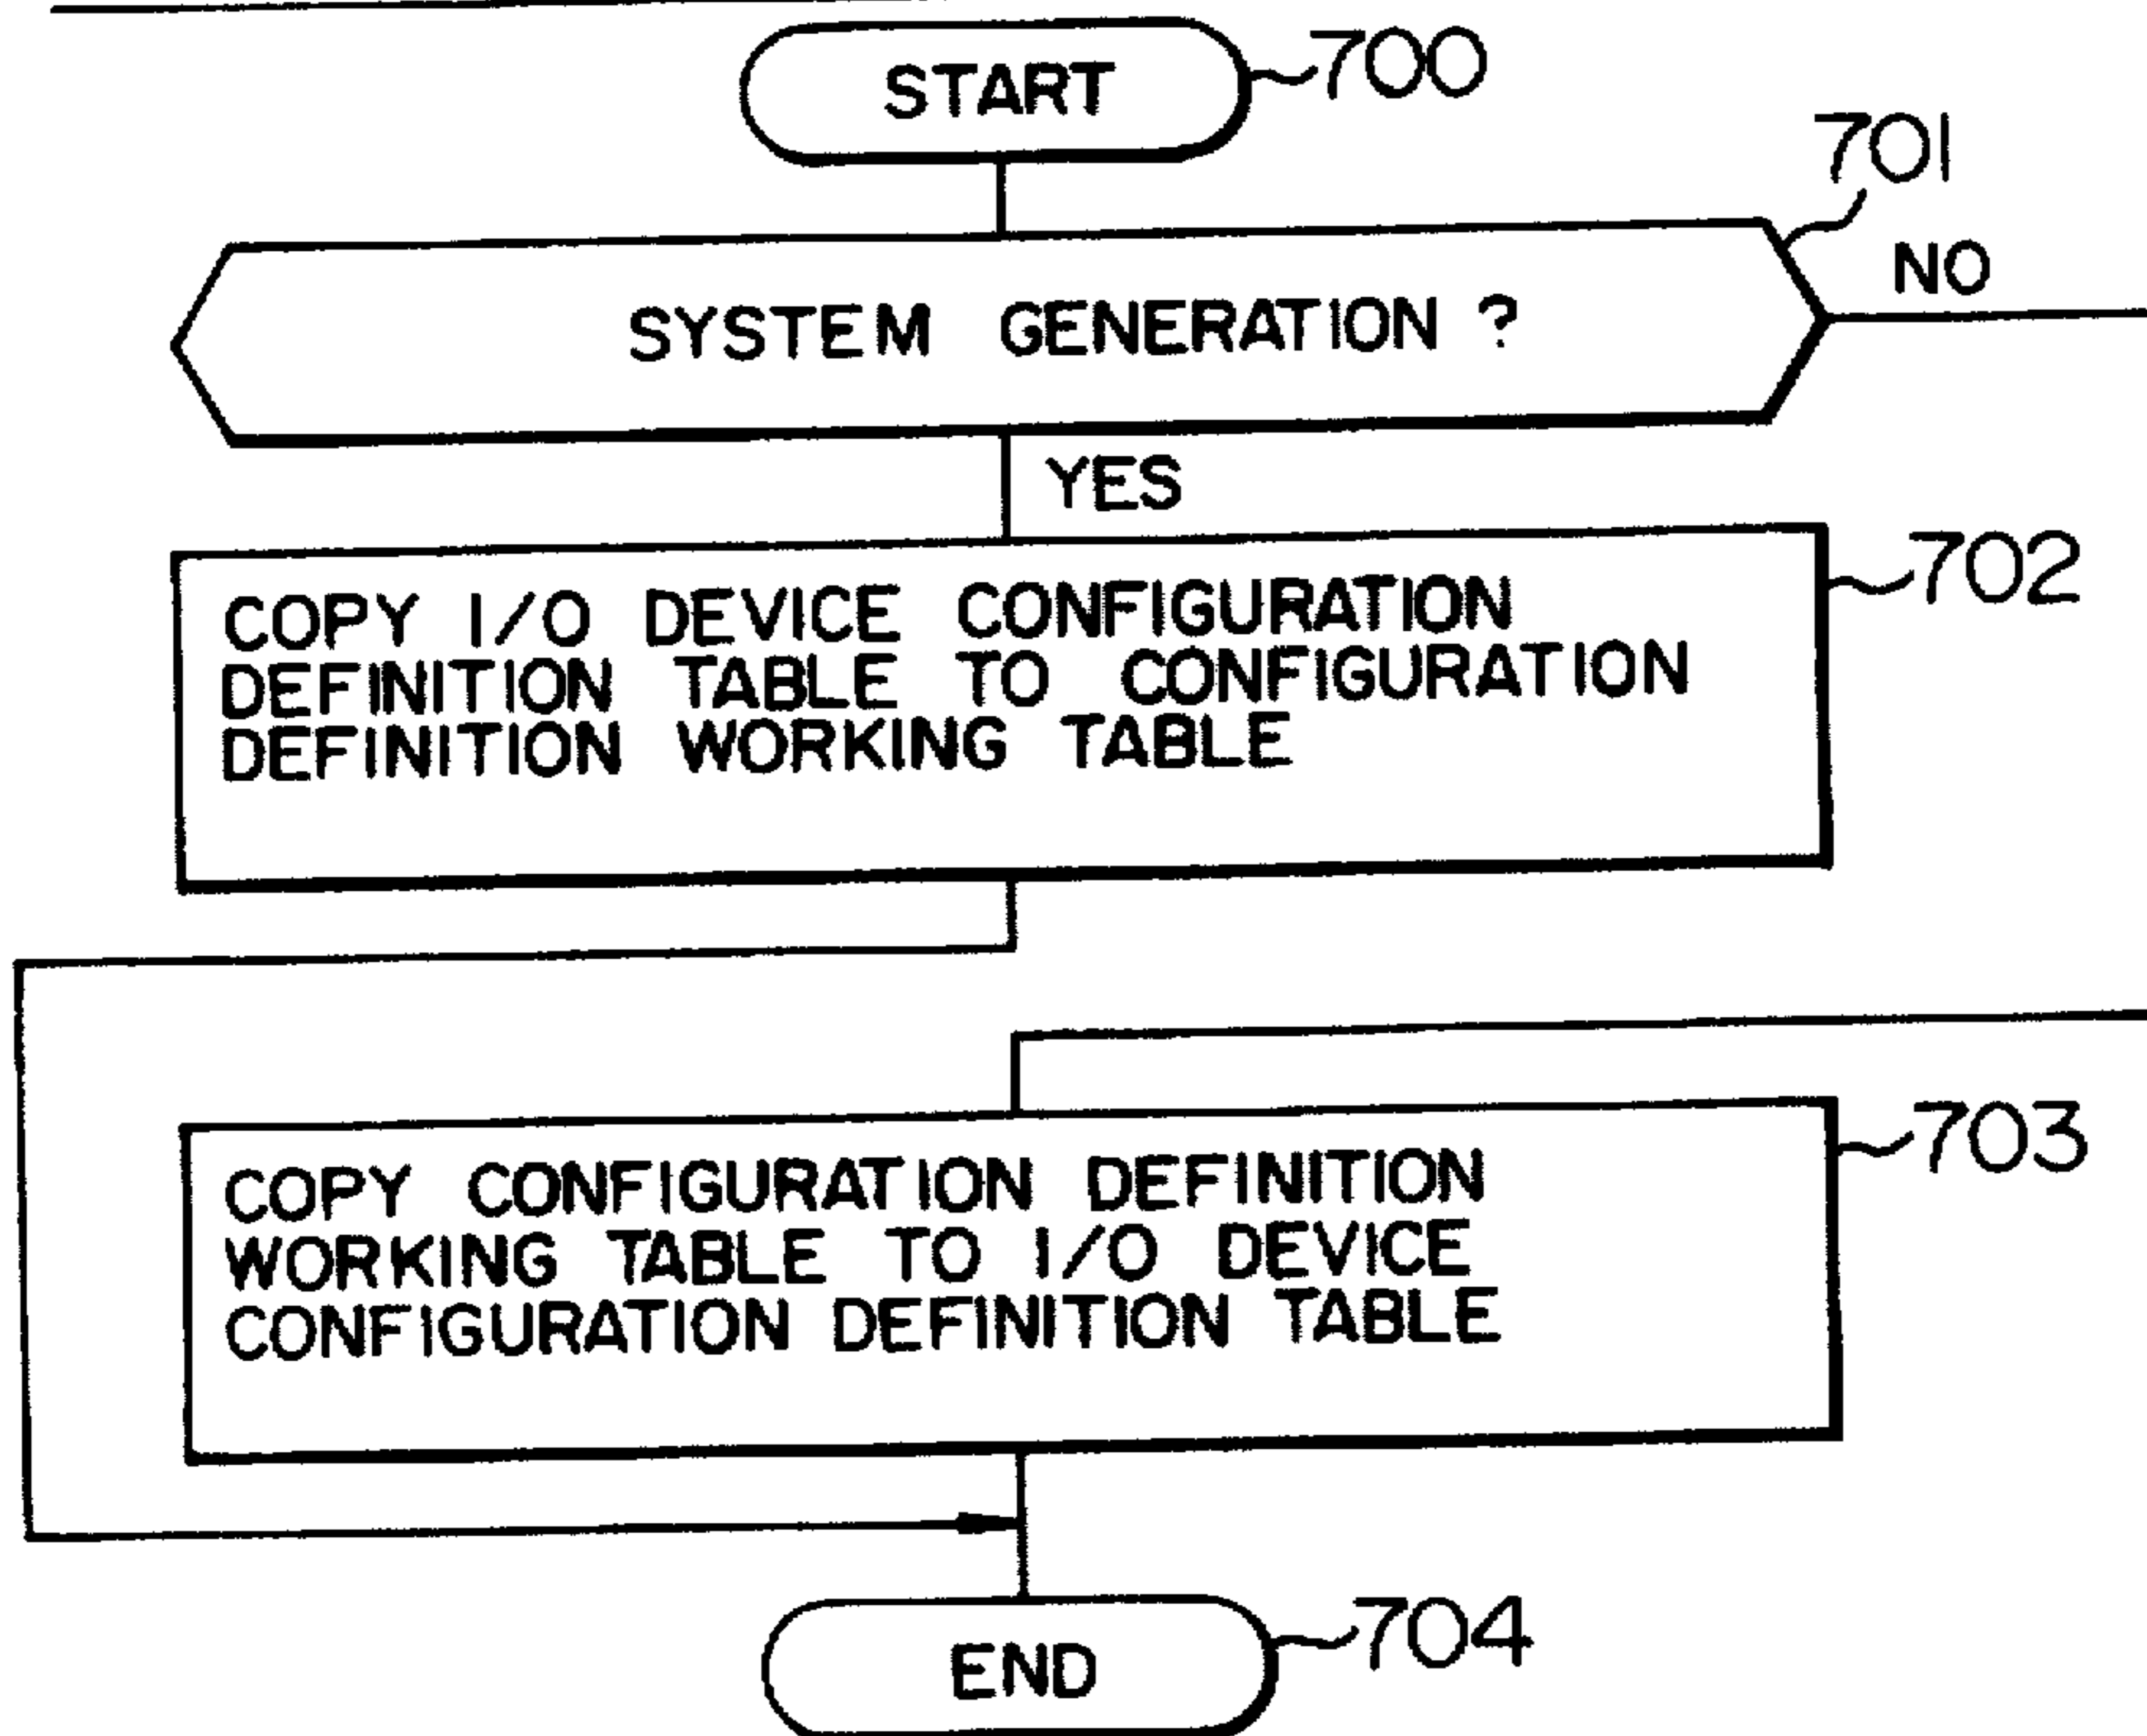 START
700
701
SYSTEM GENERATION ?
NO
YES
702
COPY I/O DEVICE CONFIGURATION
DEFINITION TABLE TO CONFIGURATION
DEFINITION WORKING TABLE
703
COPY CONFIGURATION DEFINITION
WORKING TABLE TO I/O DEVICE
CONFIGURATION DEFINITION TABLE
END
704